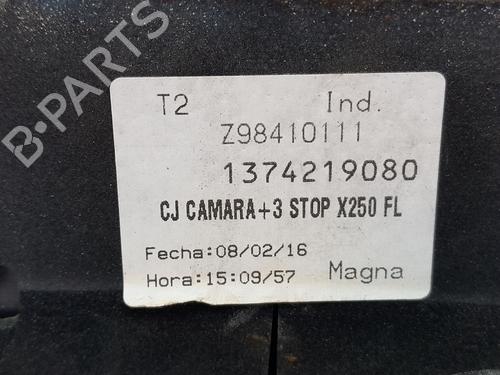 B-PARTS
T2 Ind.
Z98410111
1374219080
CJ CAMARA+3 STOP X250 FL
Fecha:08/02/16
Hora:15:09/57 Magna